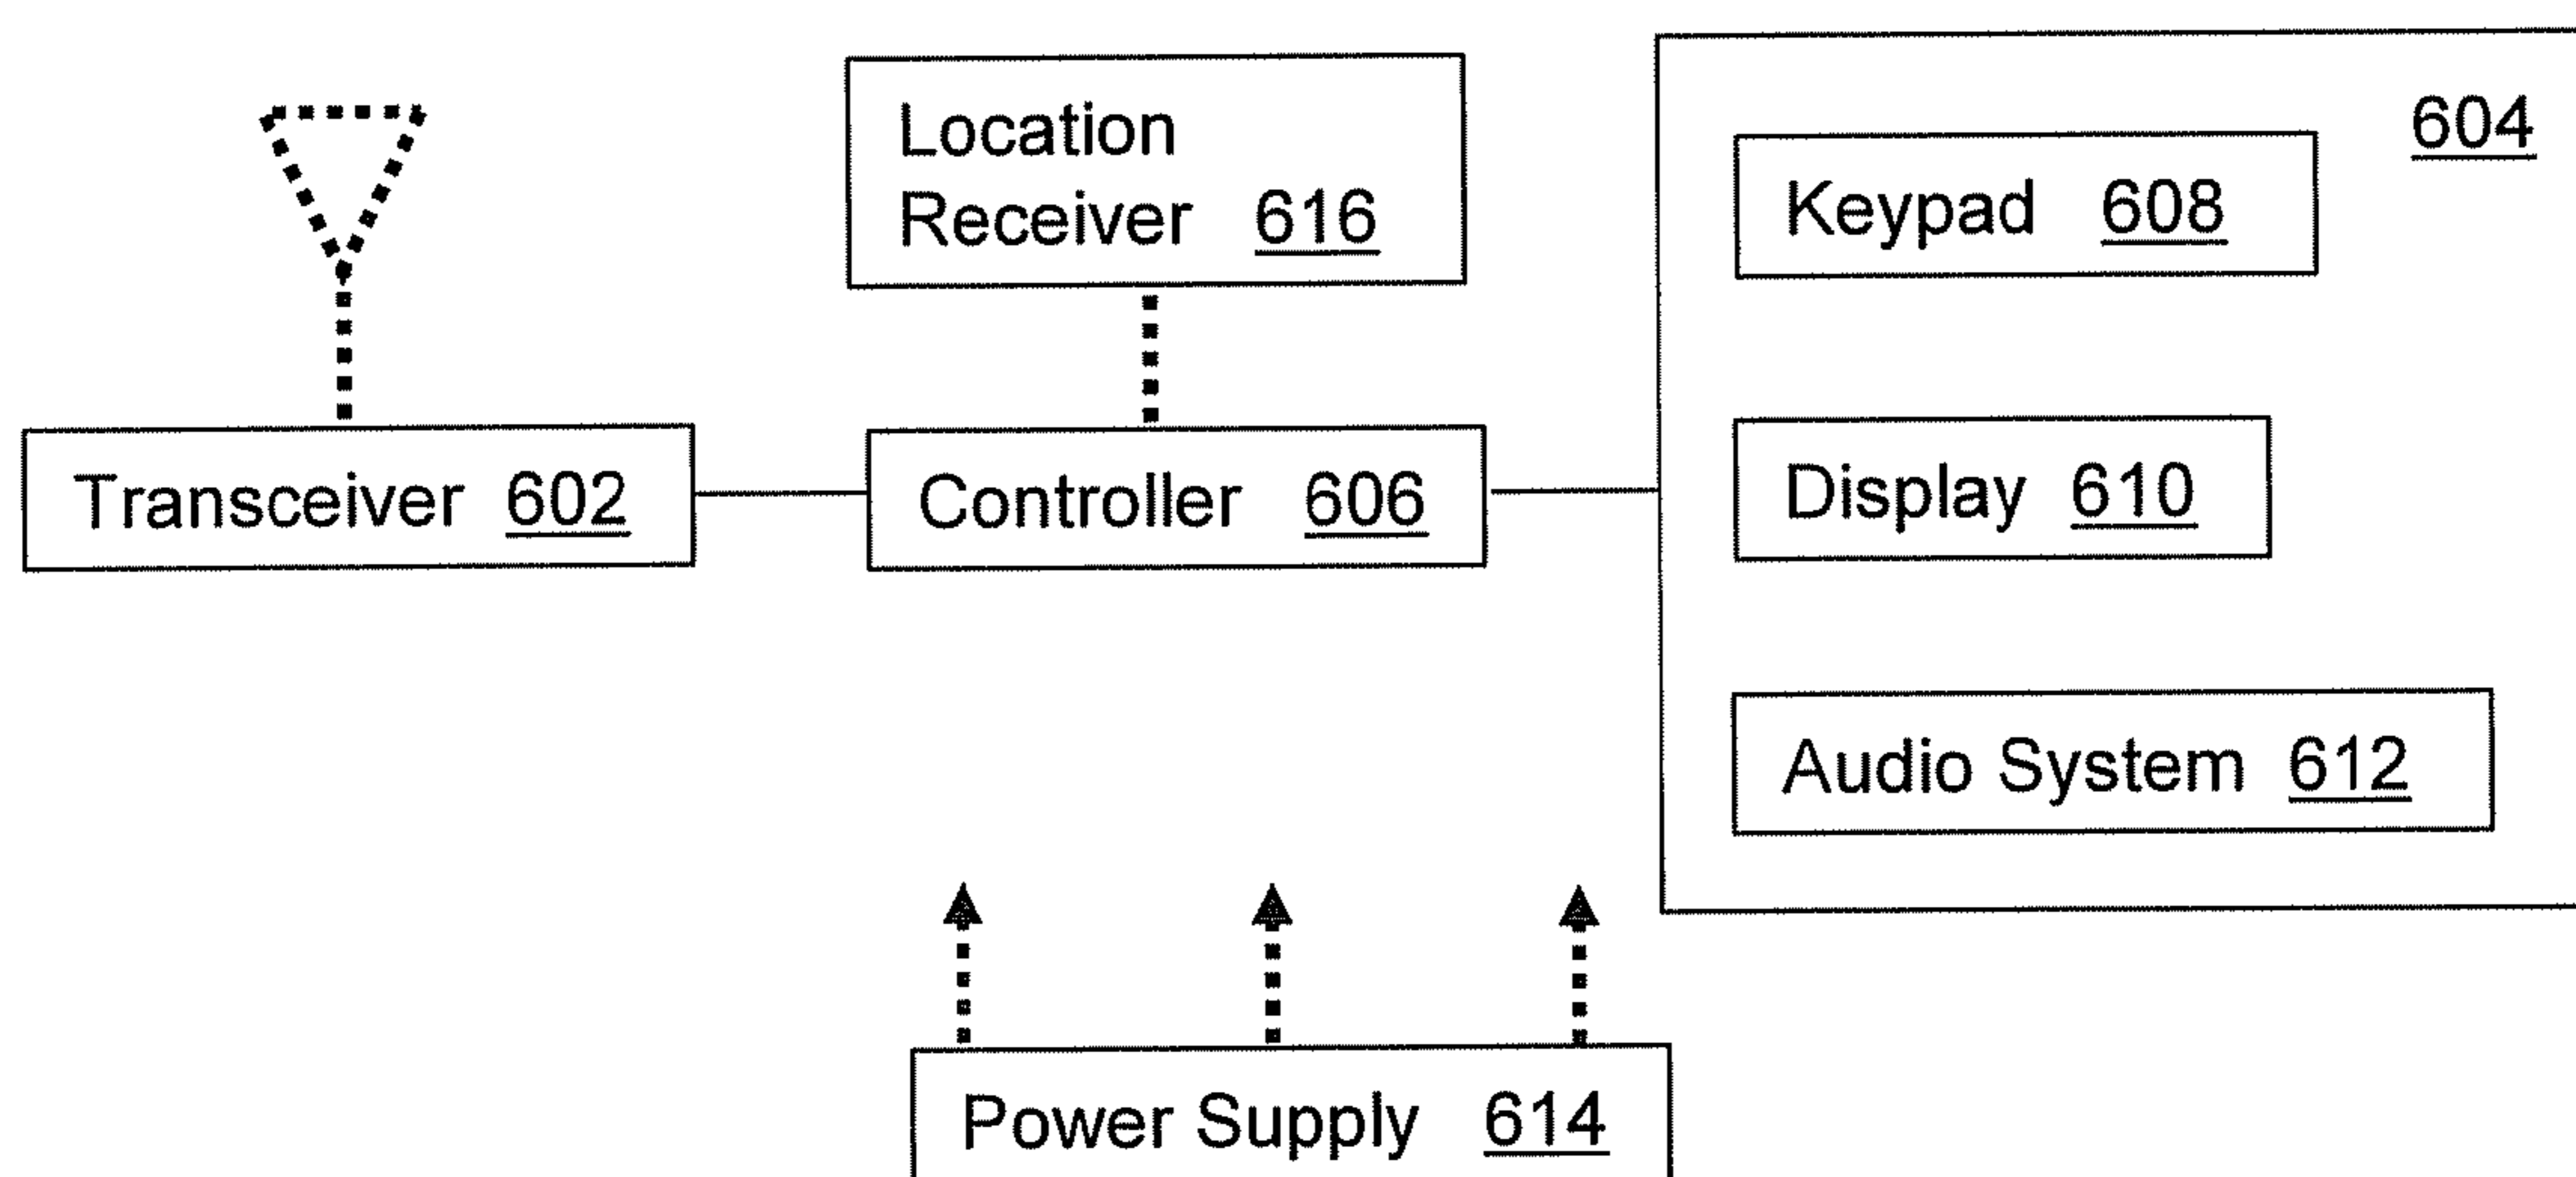 Location
Receiver 616
604
Keypad 608
Transceiver 602
Controller 606
Display 610
Audio System 612
Power Supply 614